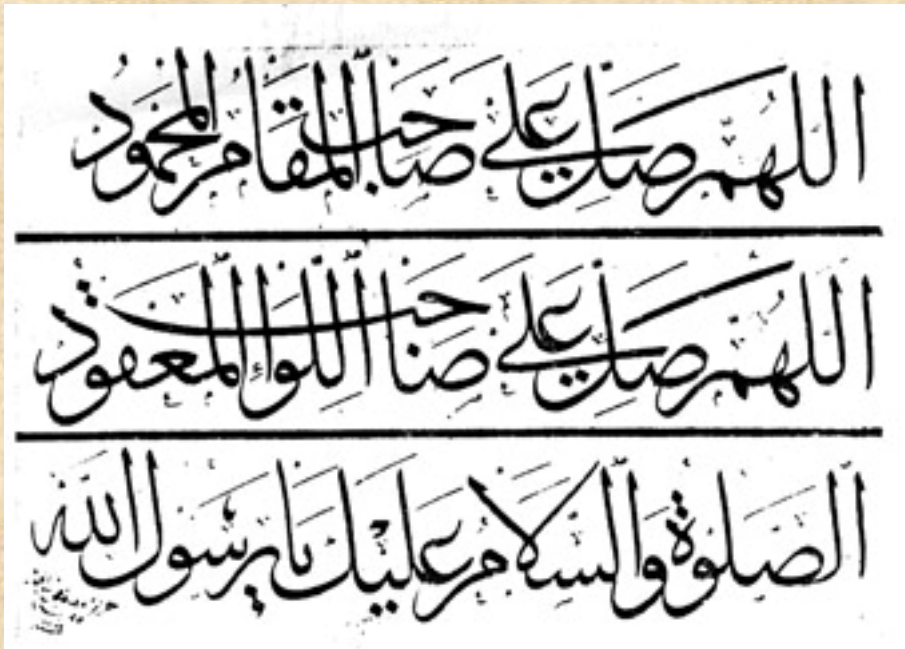 اللهم صل على صاحب المقام المحمود
اللهم صل على صاحب اللواء المعقود
الصلوة والسلام عليك يا رسول الله